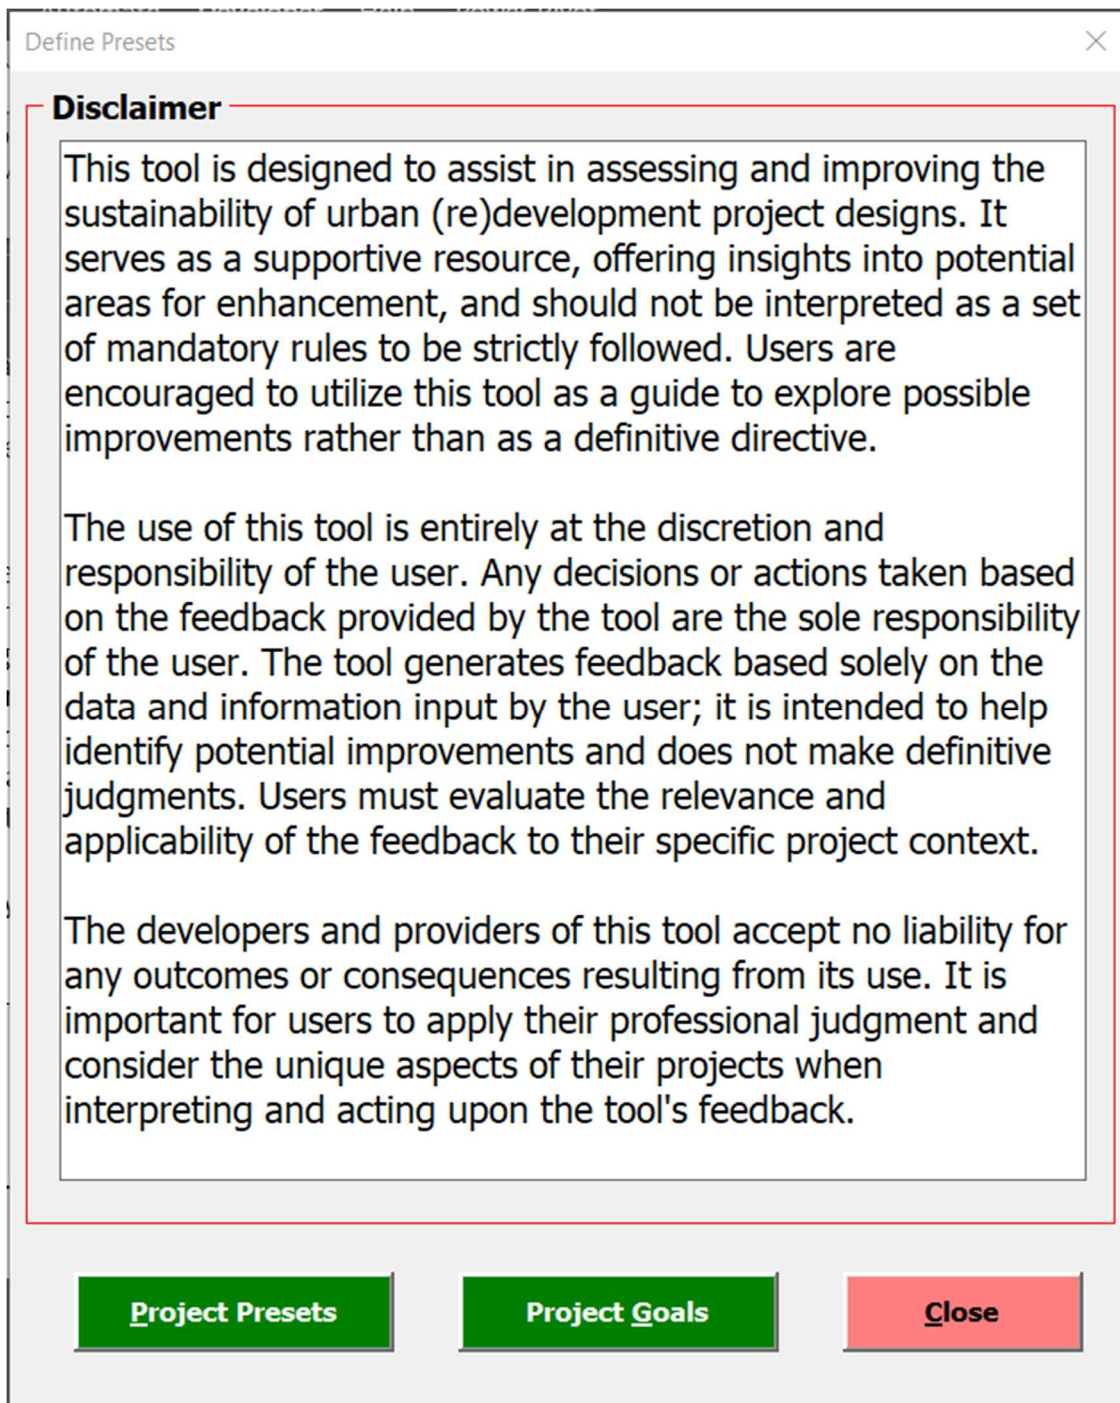 Define Presets
Disclaimer
This tool is designed to assist in assessing and improving the
sustainability of urban (re)development project designs. It
serves as a supportive resource, offering insights into potential
areas for enhancement, and should not be interpreted as a set
of mandatory rules to be strictly followed. Users are
encouraged to utilize this tool as a guide to explore possible
improvements rather than as a definitive directive.
The use of this tool is entirely at the discretion and
responsibility of the user. Any decisions or actions taken based
on the feedback provided by the tool are the sole responsibility
of the user. The tool generates feedback based solely on the
data and information input by the user; it is intended to help
identify potential improvements and does not make definitive
judgments. Users must evaluate the relevance and
applicability of the feedback to their specific project context.
The developers and providers of this tool accept no liability for
any outcomes or consequences resulting from its use. It is
important for users to apply their professional judgment and
consider the unique aspects of their projects when
interpreting and acting upon the tool's feedback.
Project Presets Project Goals Close